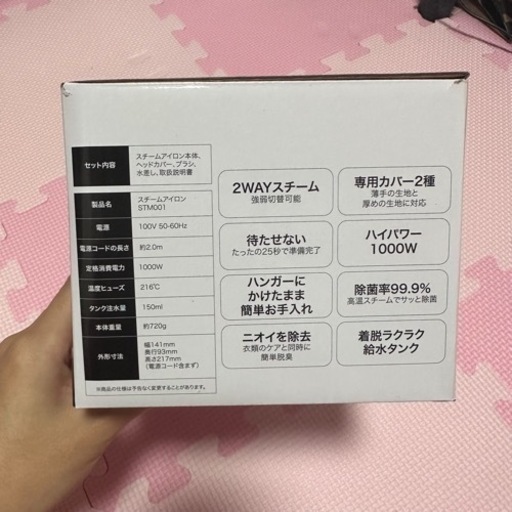 セット内容
スチームアイロン本体、
ヘッドカバー、ブラシ、
水差し、取扱説明書
製品名
スチームアイロン
STM001
電源
100V 50-60Hz
電源コードの長さ
約2.0m
定格消費電力
1000W
温度ヒューズ
216℃
タンク注水量
150ml
本体重量
約720g
外形寸法
幅141mm
奥行93mm
高さ217mm
(電源コード含まず)
※商品の仕様は予告なく変更することがあります。
2WAYスチーム
強弱切替可能
専用カバー2種
薄手の生地と
厚めの生地に対応
待たせない
たったの25秒で準備完了
ハイパワー
1000W
ハンガーに
かけたまま
簡単お手入れ
除菌率99.9%
高温スチームでサッと除菌
ニオイを除去
衣類のケアと同時に
簡単脱臭
着脱ラクラク
給水タンク